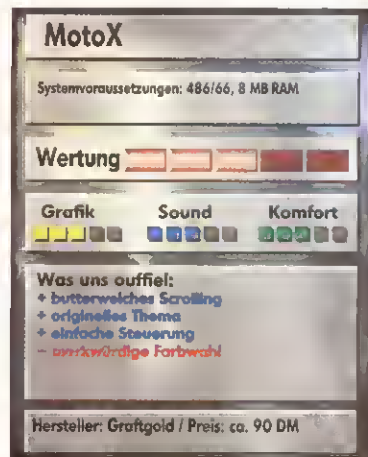 MotoX
Systemvoraussetzungen: 486/66, 8 MB RAM
Wertung
Grafik Sound Komfort
Was uns auffiel:
+ butterweiches Scrolling
+ originelles Thema
+ einfache Steuerung
– merkwürdige Farbwahl
Hersteller: Graftgold / Preis: ca. 90 DM